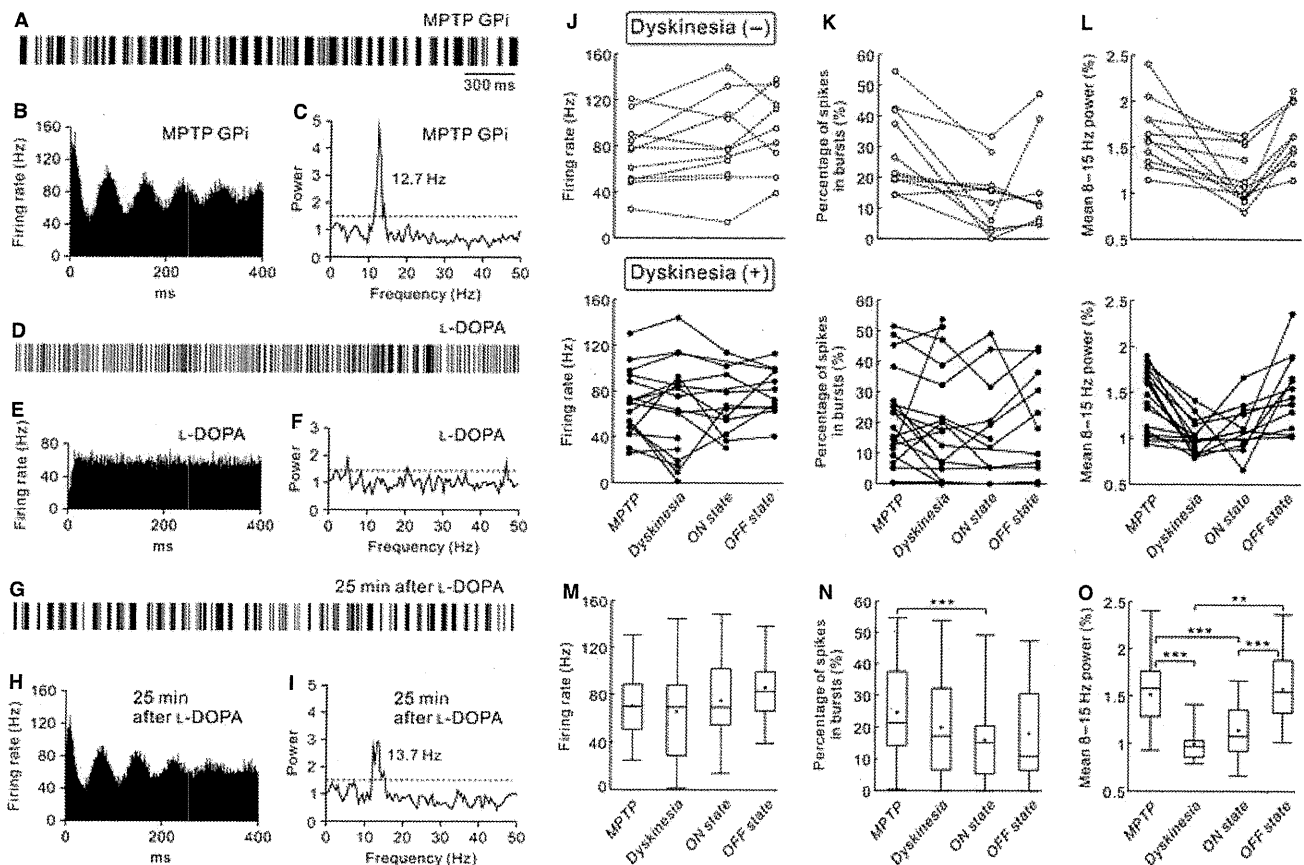 A
MPTP GPi
300 ms
B
MPTP GPi
Firing rate (Hz)
160
120
80
40
0
0
200
400
ms
C
MPTP GPi
12.7 Hz
Power
5
4
3
2
1
0
0
10
20
30
40
50
Frequency (Hz)
D
L-DOPA
E
L-DOPA
Firing rate (Hz)
80
40
0
0
200
400
ms
F
L-DOPA
Power
3
2
1
0
0
10
20
30
40
50
Frequency (Hz)
G
25 min after L-DOPA
H
25 min
after L-DOPA
Firing rate (Hz)
160
120
80
40
0
0
200
400
ms
I
25 min
after L-DOPA
13.7 Hz
Power
5
4
3
2
1
0
0
10
20
30
40
50
Frequency (Hz)
J
Dyskinesia (−)
Firing rate (Hz)
160
120
80
40
0
Dyskinesia (+)
Firing rate (Hz)
160
120
80
40
0
MPTP
Dyskinesia
ON state
OFF state
K
Percentage of spikes
in bursts (%)
60
50
40
30
20
10
0
Percentage of spikes
in bursts (%)
60
50
40
30
20
10
0
MPTP
Dyskinesia
ON state
OFF state
L
Mean 8–15 Hz power (%)
2.5
2
1.5
1
0.5
Mean 8–15 Hz power (%)
2.5
2
1.5
1
0.5
MPTP
Dyskinesia
ON state
OFF state
M
Firing rate (Hz)
160
120
80
40
0
MPTP
Dyskinesia
ON state
OFF state
N
Percentage of spikes
in bursts (%)
60
50
40
30
20
10
0
***
MPTP
Dyskinesia
ON state
OFF state
O
Mean 8–15 Hz power (%)
2.5
2
1.5
1
0.5
**
***
***
***
MPTP
Dyskinesia
ON state
OFF state